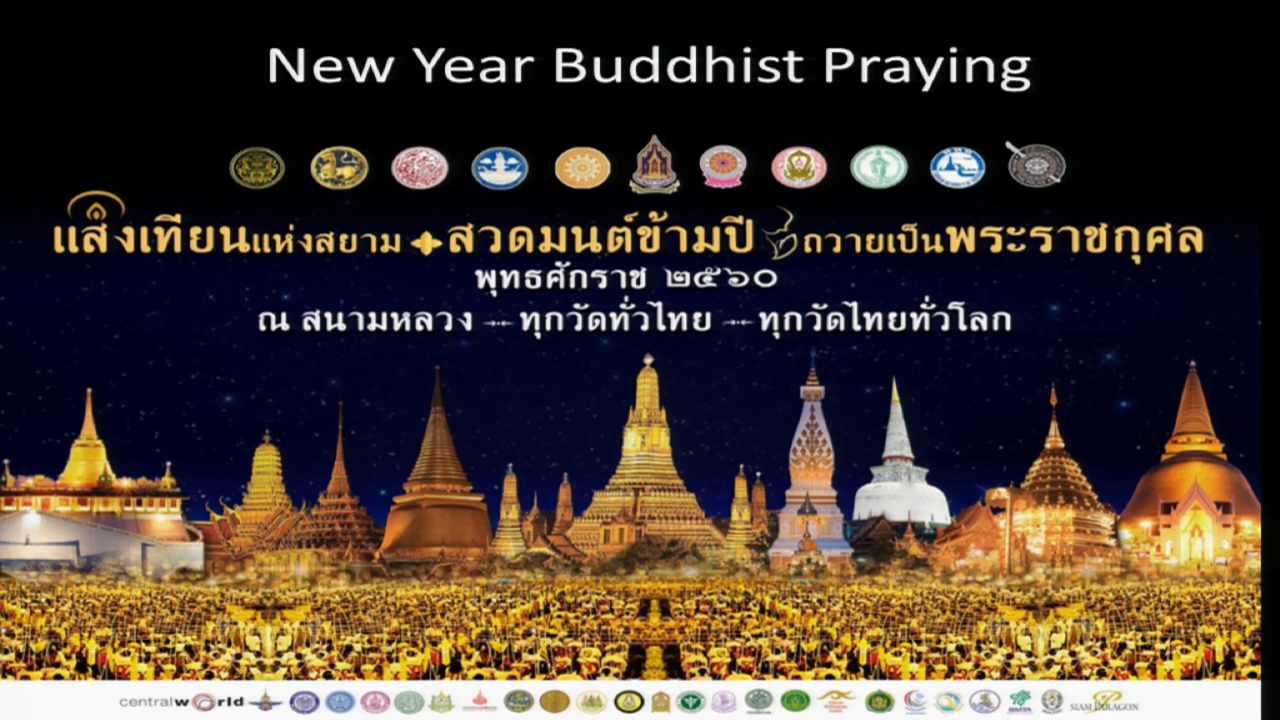 New Year Buddhist Praying
แสงเทียนแห่งสยาม สวดมนต์ข้ามปี ถวายเป็นพระราชกุศล
พุทธศักราช ๒๕๖๐
ณ สนามหลวง ทุกวัดทั่วไทย ทุกวัดไทยทั่วโลก
centralwOrld SIAM PARAGON